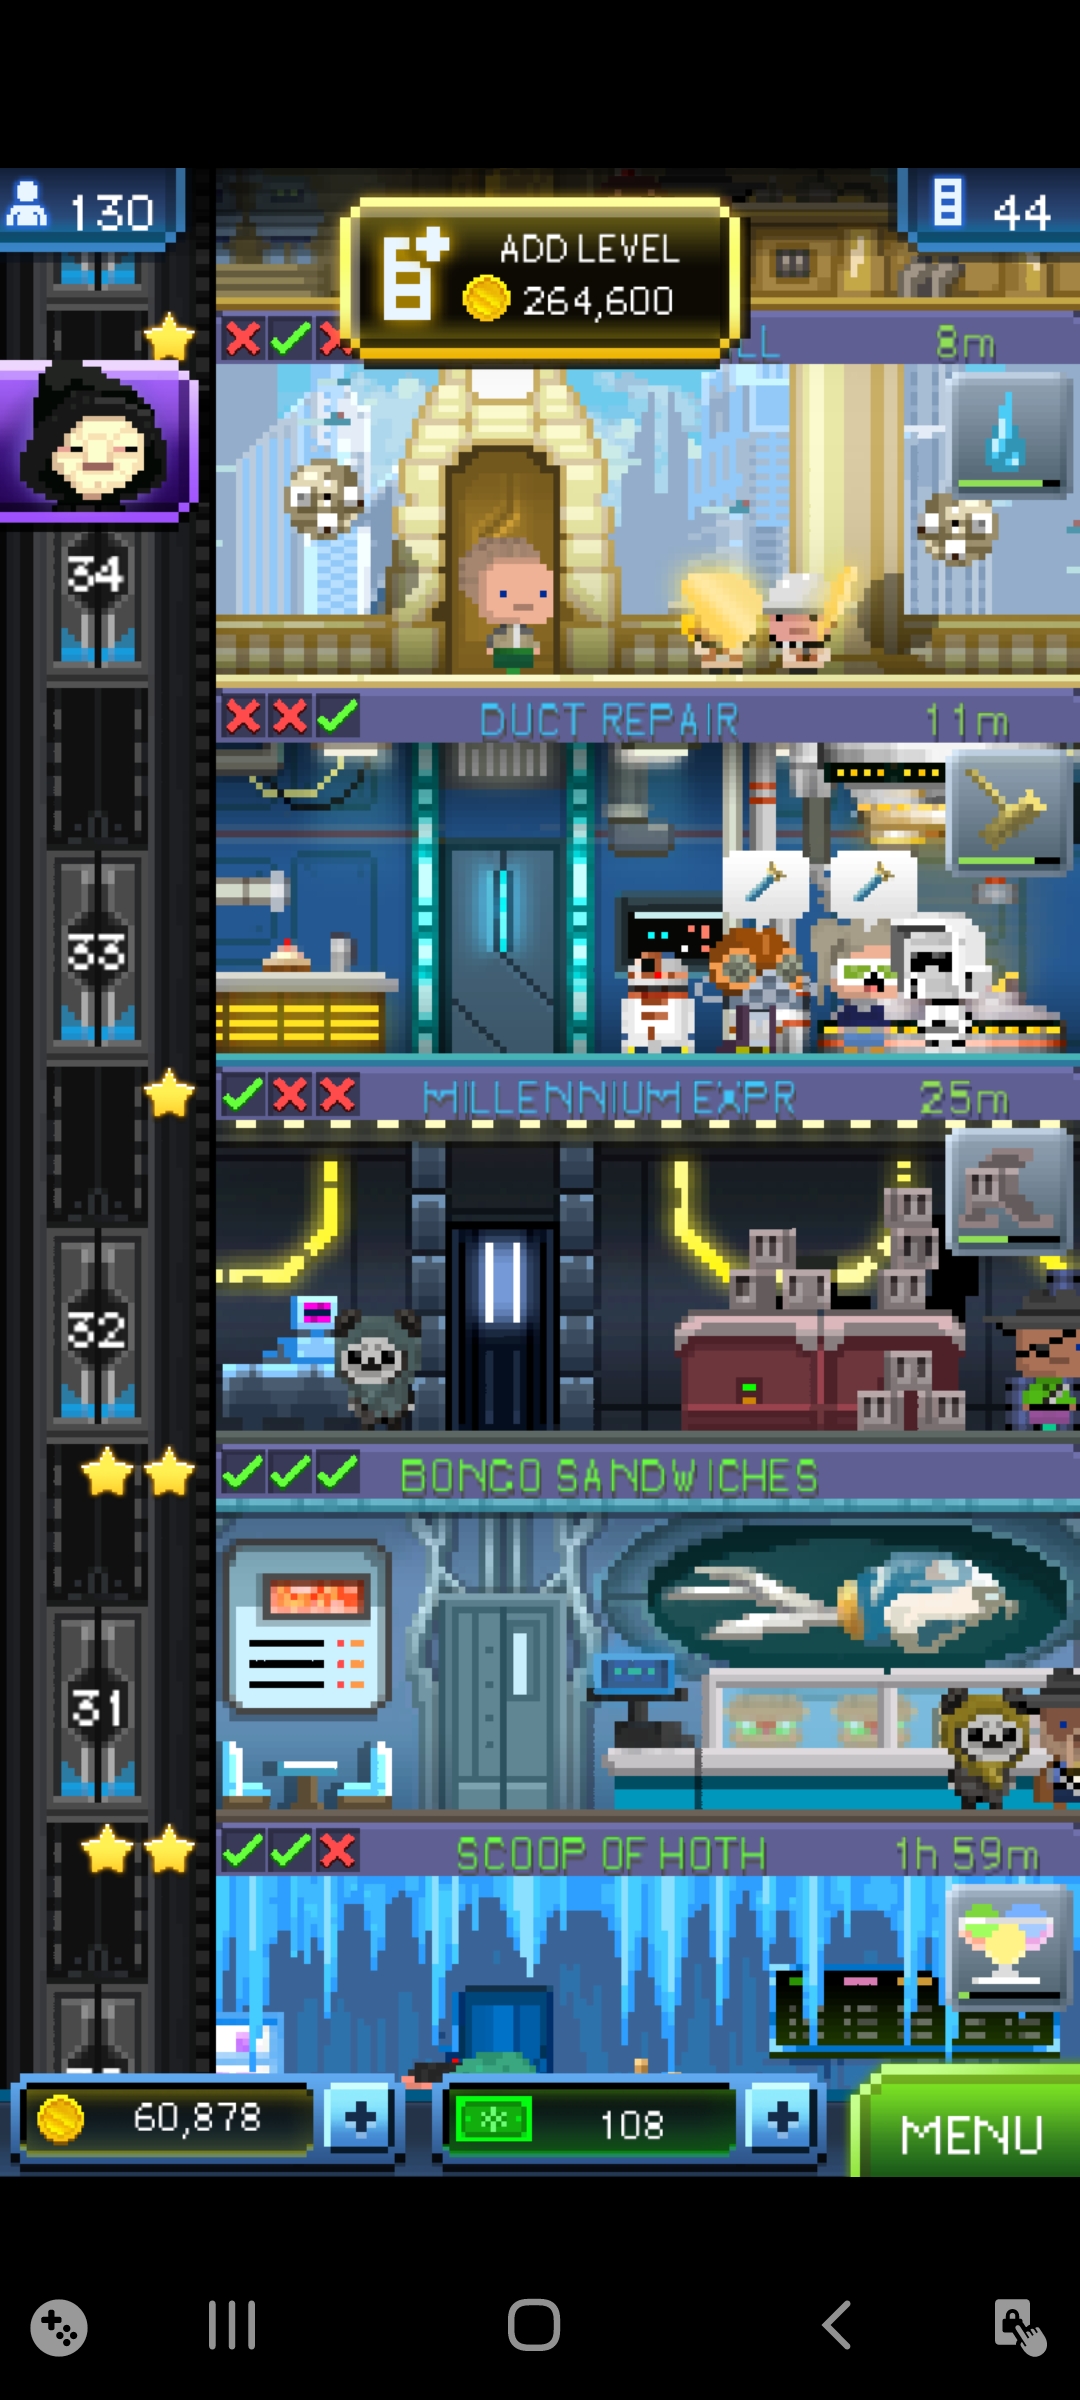 130
ADD LEVEL
264,600
44
LL
8m
34
DUCT REPAIR
11m
33
MILLENNIUM EXPR
25m
32
BONGO SANDWICHES
31
SCOOP OF HOTH
1h 59m
60,878
108
MENU